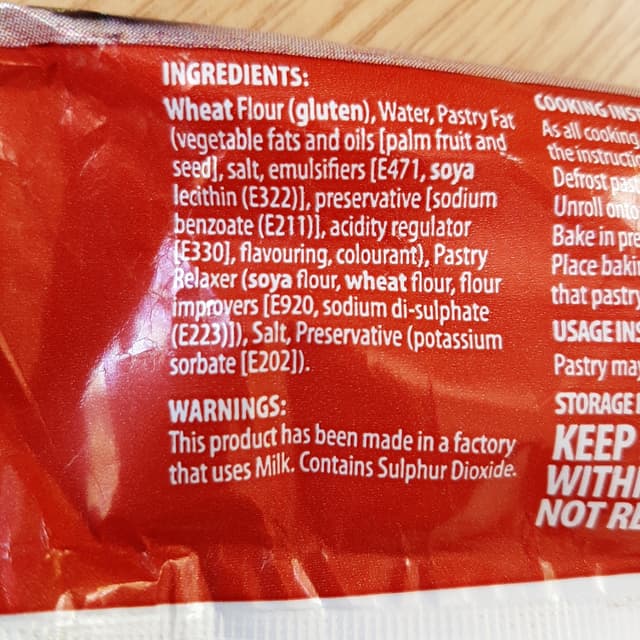 INGREDIENTS:
Wheat Flour (gluten), Water, Pastry Fat
(vegetable fats and oils [palm fruit and
seed], salt, emulsifiers [E471, soya
lecithin (E322)], preservative [sodium
benzoate (E211)], acidity regulator
[E330], flavouring, colourant), Pastry
Relaxer (soya flour, wheat flour, flour
improvers [E920, sodium di-sulphate
(E223)]), Salt, Preservative (potassium
sorbate [E202]).
WARNINGS:
This product has been made in a factory
that uses Milk. Contains Sulphur Dioxide.
COOKING INS
As all cooking
the instructi
Defrost pas
Unroll onto
Bake in pre
Place bakin
that pastr
USAGE INS
Pastry may
STORAGE I
KEEP
WITHI
NOT RE